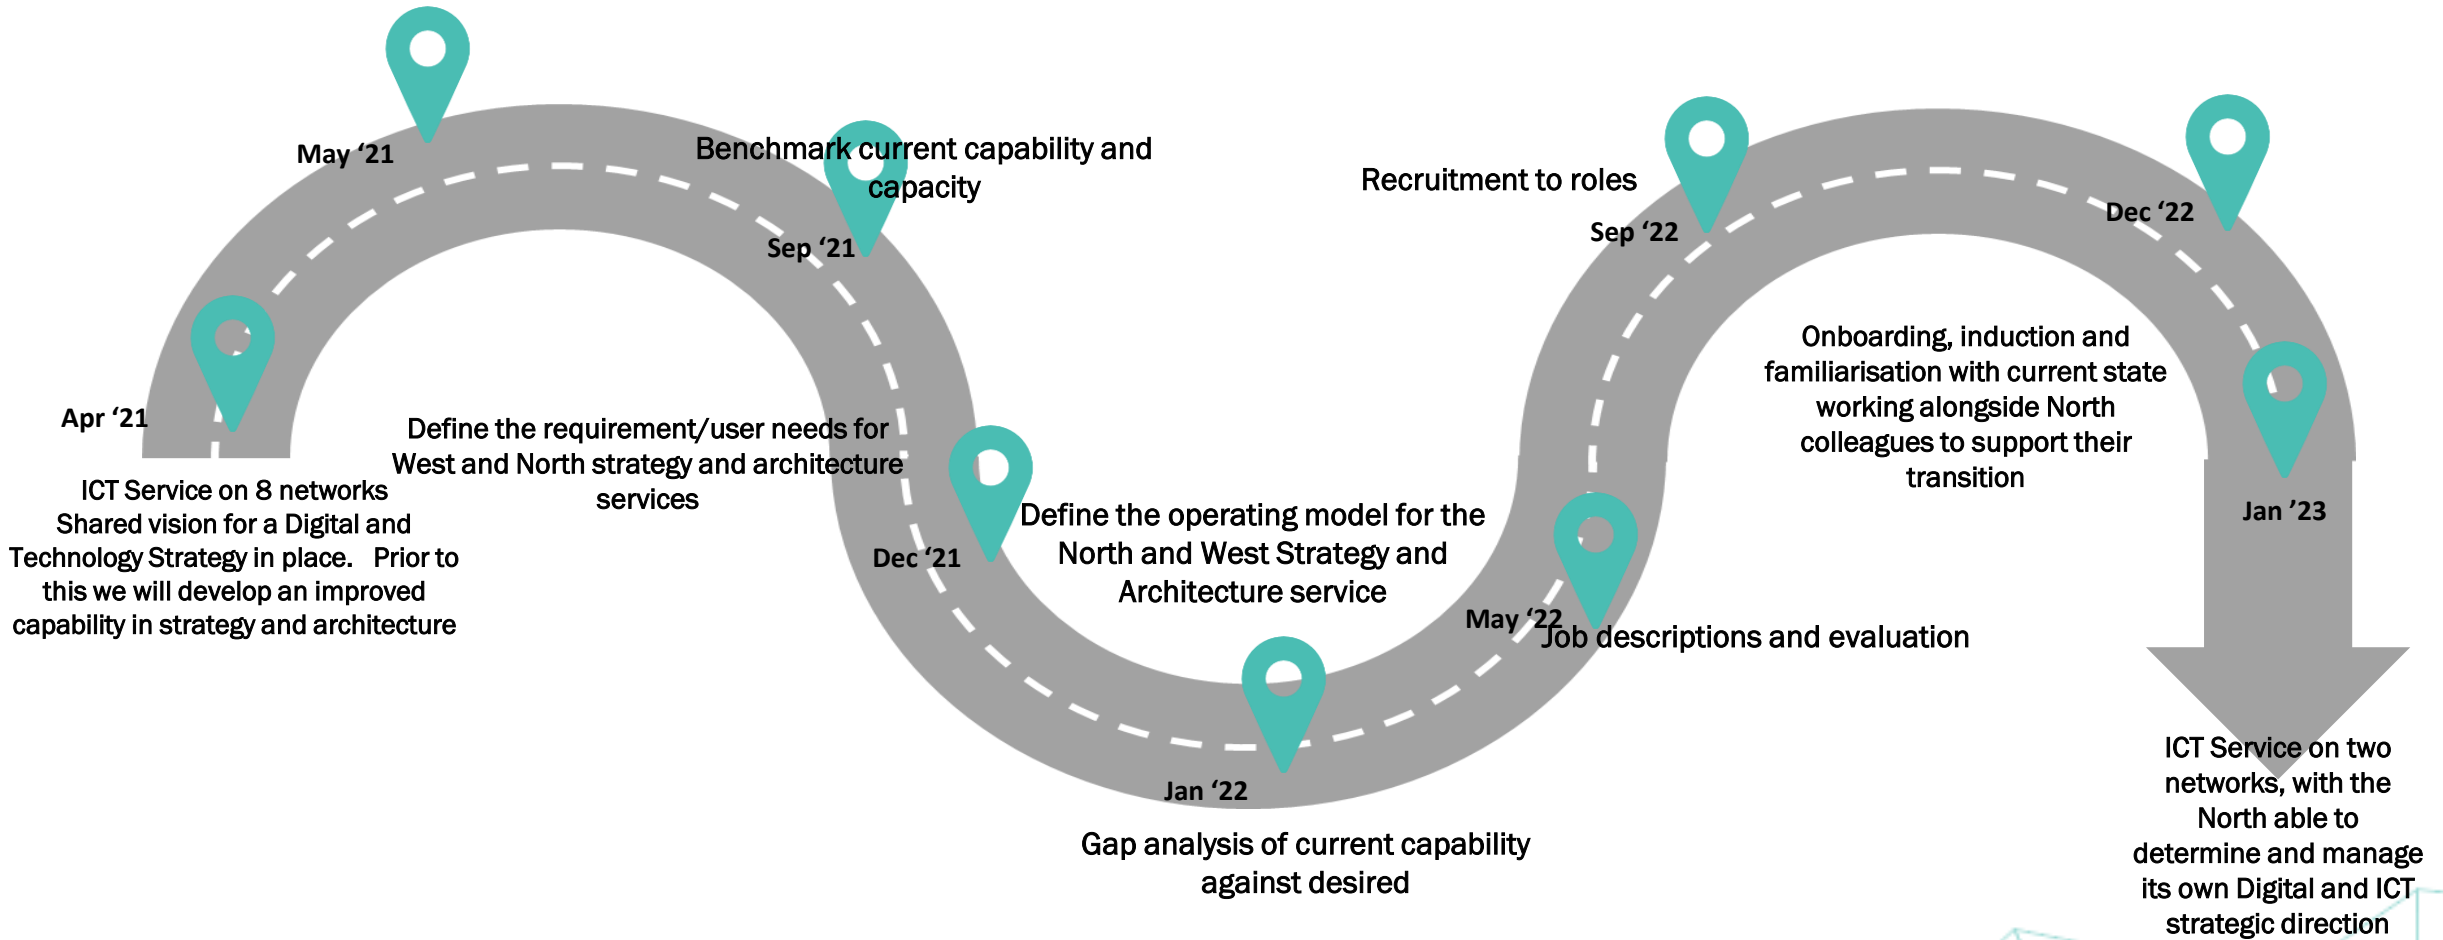 May ‘21
Benchmark current capability and
capacity
Sep ‘21
Apr ‘21
ICT Service on 8 networks
Shared vision for a Digital and
Technology Strategy in place.   Prior to
this we will develop an improved
capability in strategy and architecture
Define the requirement/user needs for
West and North strategy and architecture
services
Dec ‘21
Define the operating model for the
North and West Strategy and
Architecture service
Jan ‘22
Gap analysis of current capability
against desired
May ‘22
Job descriptions and evaluation
Recruitment to roles
Sep ‘22
Onboarding, induction and
familiarisation with current state
working alongside North
colleagues to support their
transition
Dec ‘22
Jan ’23
ICT Service on two
networks, with the
North able to
determine and manage
its own Digital and ICT
strategic direction